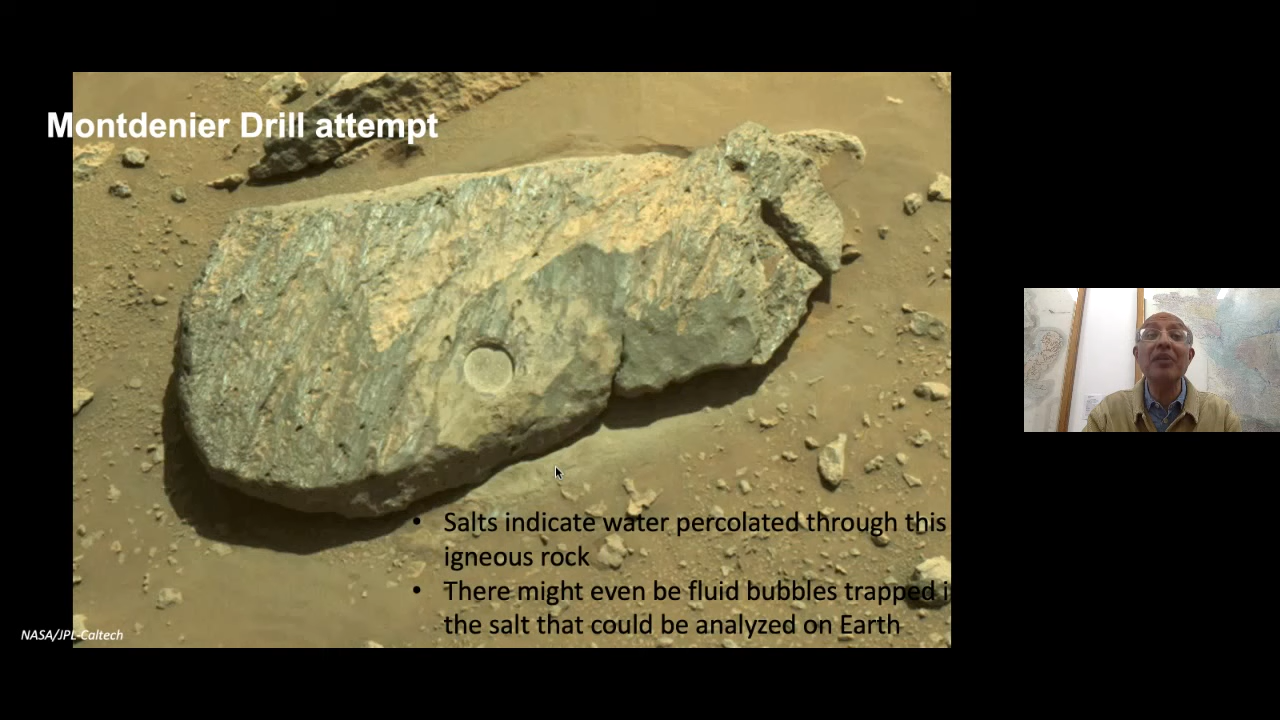 Montdenier Drill attempt
• Salts indicate water percolated through this
igneous rock
• There might even be fluid bubbles trapped i
the salt that could be analyzed on Earth
NASA/JPL-Caltech